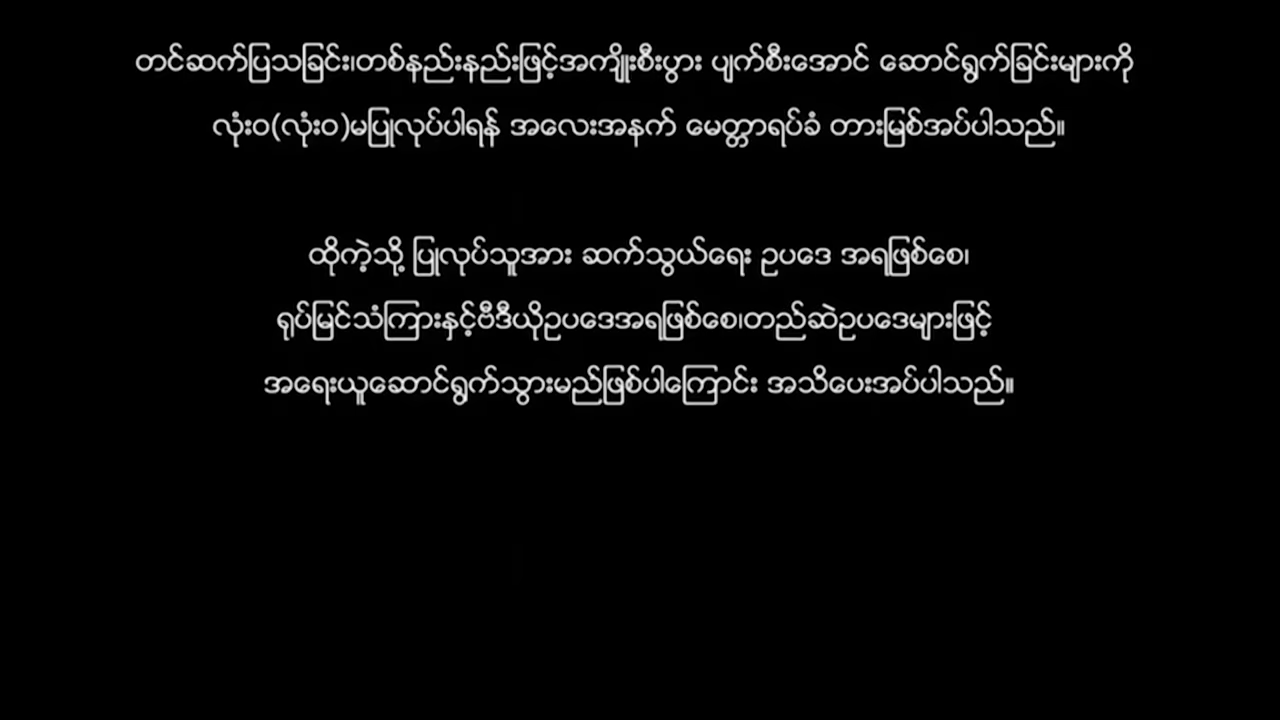 တင်ဆက်ပြသခြင်း၊တစ်နည်းနည်းဖြင့်အကျိုးစီးပွား ပျက်စီးအောင် ဆောင်ရွက်ခြင်းများကို
လုံးဝ(လုံးဝ)မပြုလုပ်ပါရန် အလေးအနက် မေတ္တာရပ်ခံ တားမြစ်အပ်ပါသည်။
ထိုကဲ့သို့ ပြုလုပ်သူအား ဆက်သွယ်ရေး ဥပဒေ အရဖြစ်စေ၊
ရုပ်မြင်သံကြားနှင့်ဗီဒီယိုဥပဒေအရဖြစ်စေ၊တည်ဆဲဥပဒေများဖြင့်
အရေးယူဆောင်ရွက်သွားမည်ဖြစ်ပါကြောင်း အသိပေးအပ်ပါသည်။